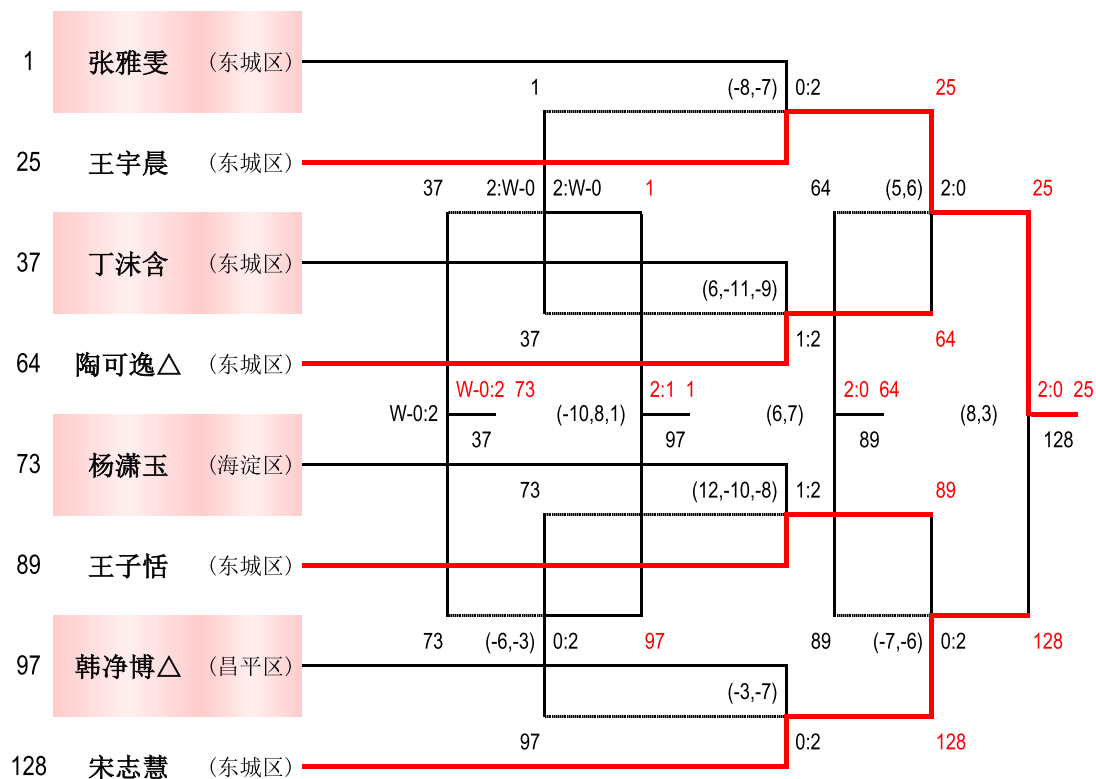 1 张雅雯 (东城区)
1 (-8,-7) 0:2 25
25 王宇晨 (东城区)
37 2:W-0 2:W-0 1 64 (5,6) 2:0 25
37 丁沫含 (东城区)
(6,-11,-9)
37 1:2 64
64 陶可逸△ (东城区)
W-0:2 73 2:1 1 2:0 64 2:0 25
W-0:2 (-10,8,1) (6,7) (8,3)
37 97 89 128
73 杨潇玉 (海淀区)
73 (12,-10,-8) 1:2 89
89 王子恬 (东城区)
73 (-6,-3) 0:2 97 89 (-7,-6) 0:2 128
97 韩净博△ (昌平区)
(-3,-7)
97 0:2 128
128 宋志慧 (东城区)